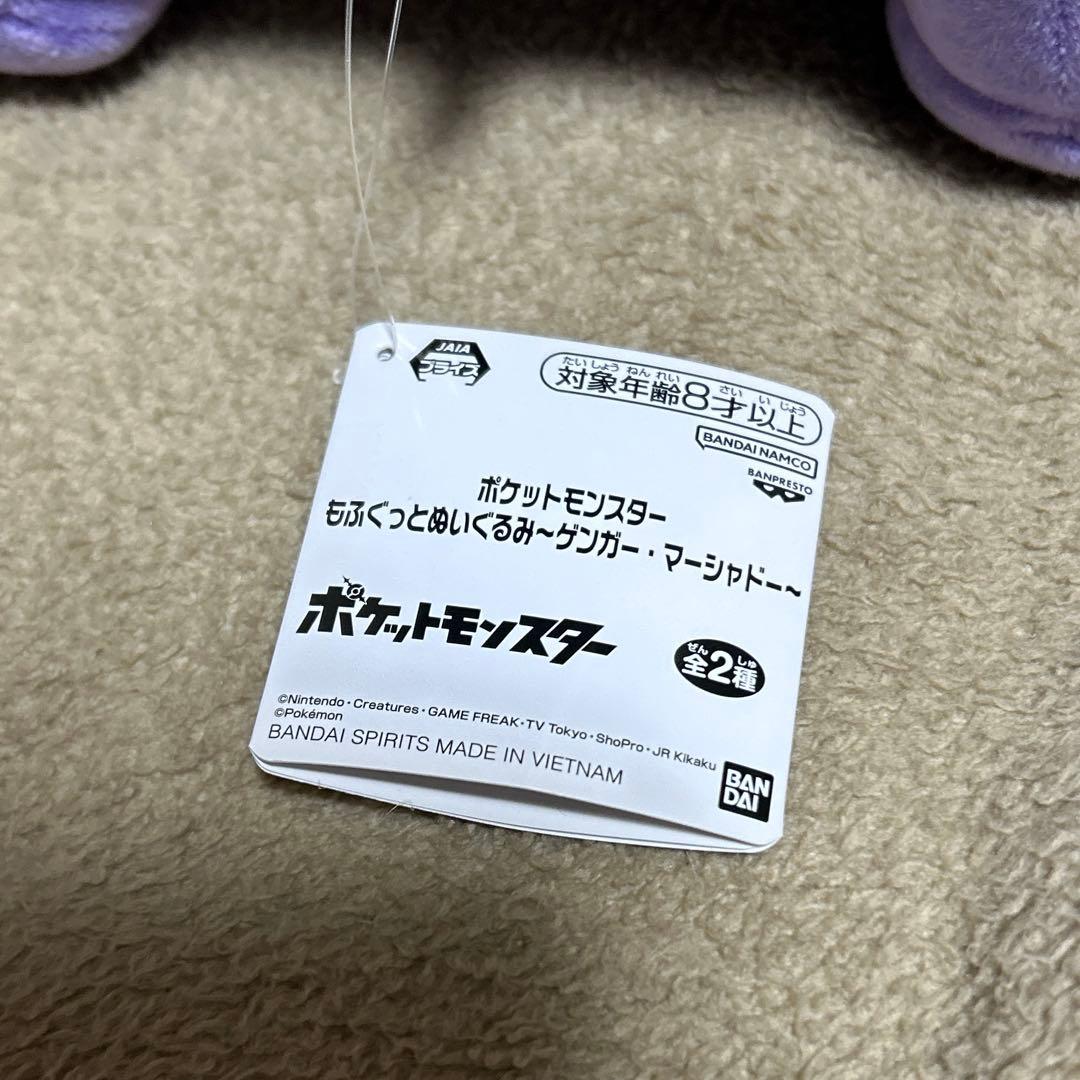 JAIA
プライズ
たいしょうねんれい さいいじょう
対象年齢8才以上
BANDAI NAMCO
BANPRESTO
ポケットモンスター
もふぐっとぬいぐるみ～ゲンガー・マーシャドー～
ポケットモンスター
ぜん しゅ
全2種
©Nintendo・Creatures・GAME FREAK・TV Tokyo・ShoPro・JR Kikaku
©Pokémon
BANDAI SPIRITS MADE IN VIETNAM
BAN
DAI